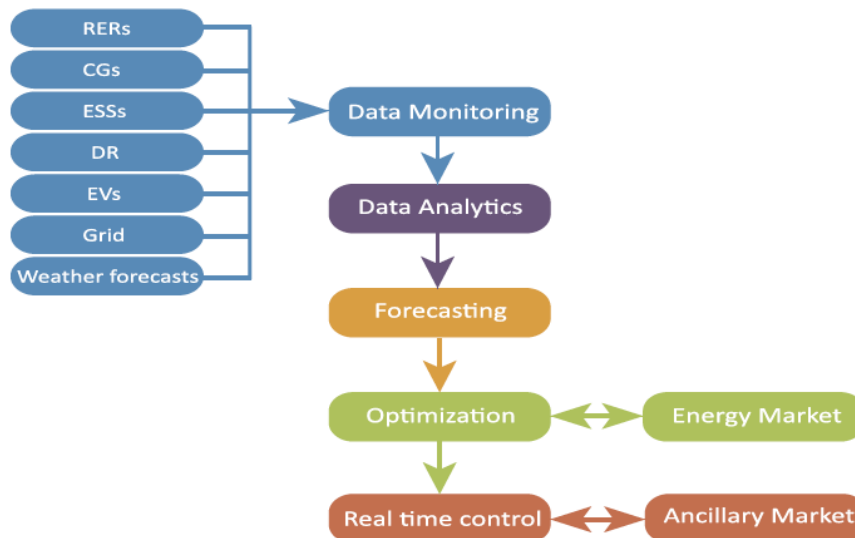 RERs
CGs
ESSs
DR
EVs
Grid
Weather forecasts
Data Monitoring
Data Analytics
Forecasting
Optimization
Energy Market
Real time control
Ancillary Market